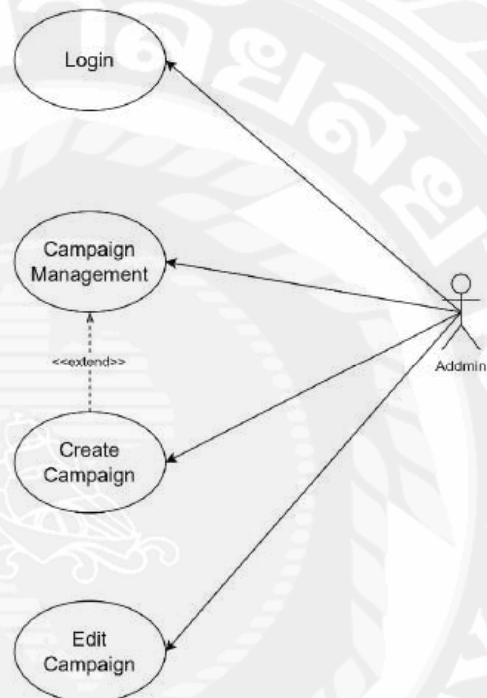 Login
Campaign
Management
<<extend>>
Addmin
Create
Campaign
Edit
Campaign